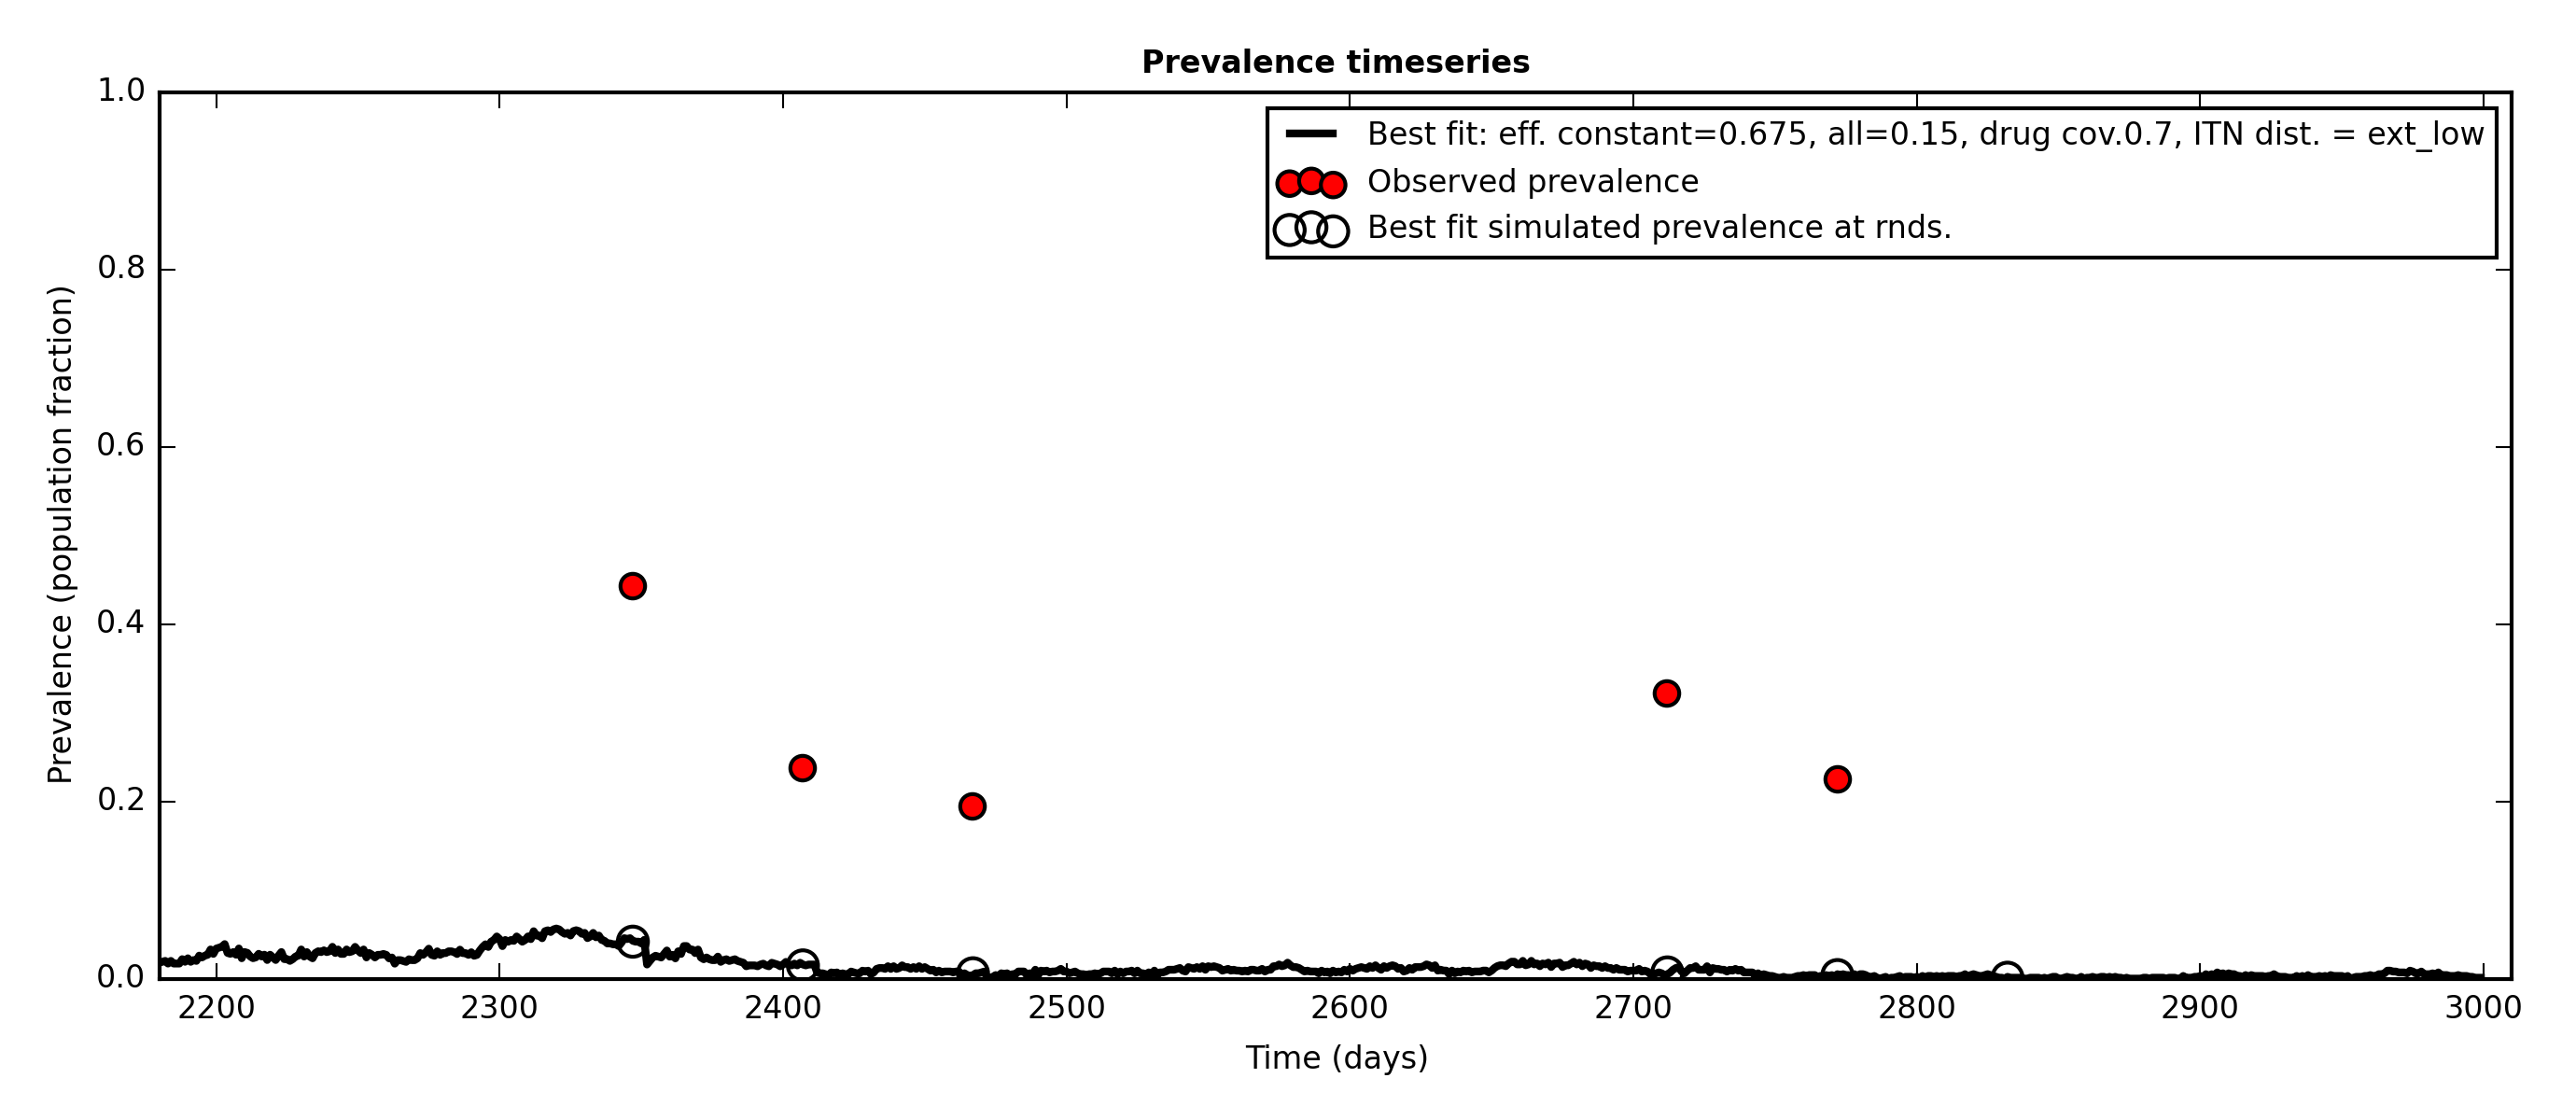 Prevalence timeseries
1.0
0.8
0.6
0.4
0.2
0.0
Prevalence (population fraction)
Best fit: eff. constant=0.675, all=0.15, drug cov.0.7, ITN dist. = ext_low
Observed prevalence
Best fit simulated prevalence at rnds.
2200 2300 2400 2500 2600 2700 2800 2900 3000
Time (days)